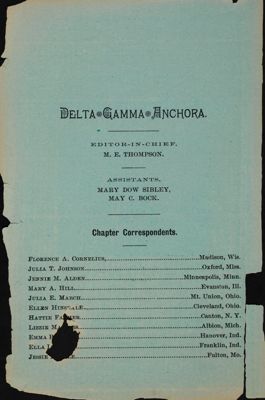 DELTA GAMMA ANCHORA.
EDITOR-IN-CHIEF,
M. E. THOMPSON.
ASSISTANTS,
MARY DOW SIBLEY,
MAY C. BOCK.
Chapter Correspondents.
FLORENCE A. CORNELIUS, Madison, Wis.
JULIA T. JOHNSON Oxford, Miss.
JENNIE M. ALDEN Minneapolis, Minn.
MARY A. HILL Evanston, Ill.
JULIA E. MARCH Mt. Union, Ohio.
ELLEN Cleveland, Ohio.
HATTIE Canton, N. Y.
LIZZIE Albion, Mich.
EMMA Hanover, Ind.
ELLA Franklin, Ind.
JESSIE Fulton, Mo.